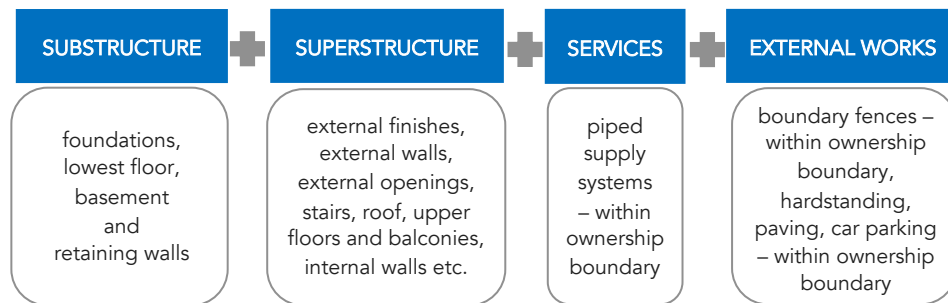 SUBSTRUCTURE
foundations,
lowest floor,
basement
and
retaining walls
SUPERSTRUCTURE
external finishes,
external walls,
external openings,
stairs, roof, upper
floors and balconies,
internal walls etc.
SERVICES
piped
supply
systems
– within
ownership
boundary
EXTERNAL WORKS
boundary fences –
within ownership
boundary,
hardstanding,
paving, car parking
– within ownership
boundary